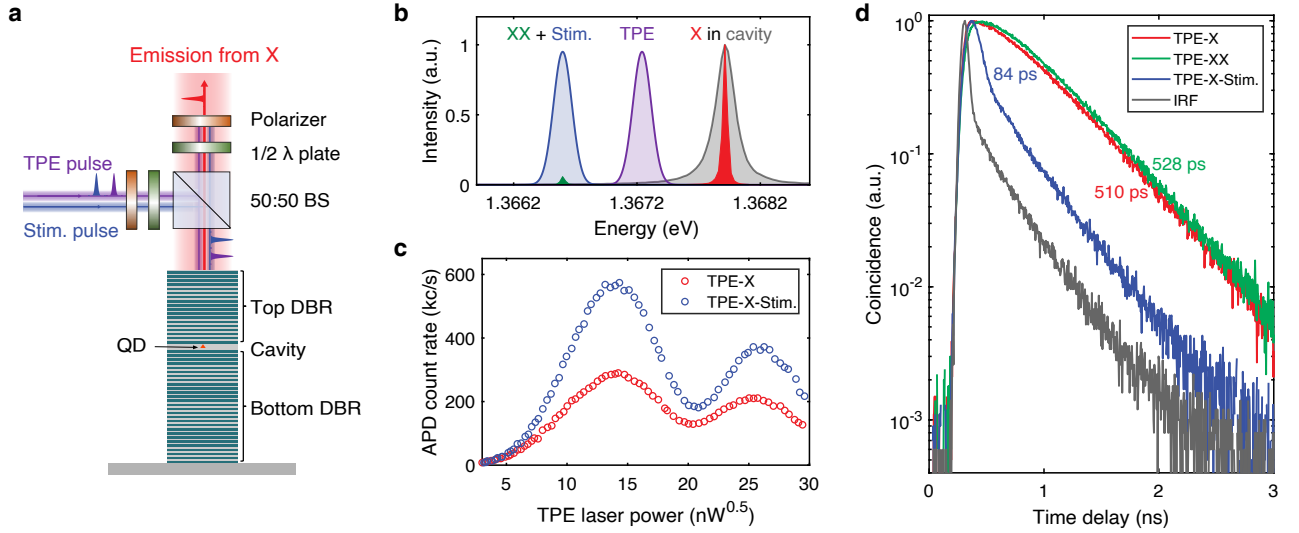 a
Emission from X
Polarizer
1/2 λ plate
TPE pulse
50:50 BS
Stim. pulse
Top DBR
QD
Cavity
Bottom DBR
b
XX + Stim.
TPE
X in cavity
Intensity (a.u.)
1
0.5
0
1.3662
1.3672
1.3682
Energy (eV)
c
TPE-X
TPE-X-Stim.
APD count rate (kc/s)
600
400
200
0
5
10
15
20
25
30
TPE laser power (nW^0.5)
d
TPE-X
TPE-XX
TPE-X-Stim.
IRF
84 ps
528 ps
510 ps
Coincidence (a.u.)
10^0
10^-1
10^-2
10^-3
0
1
2
3
Time delay (ns)